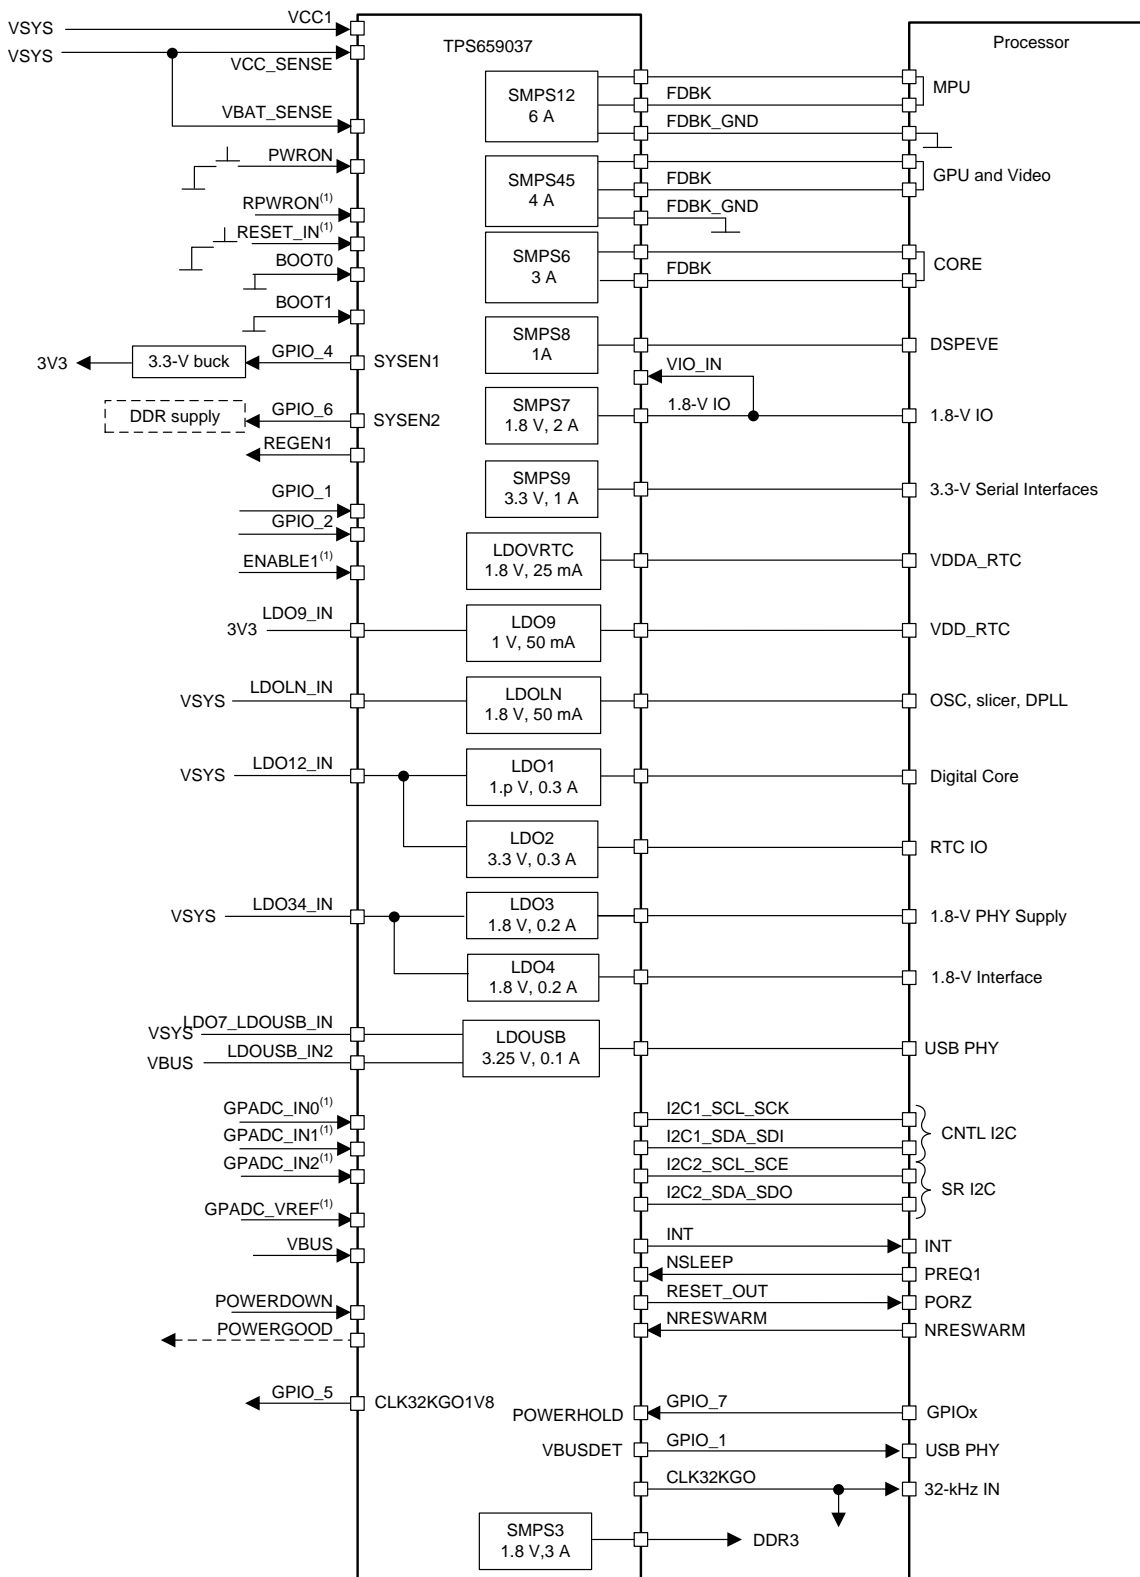 VSYS
VCC1
VSYS
VCC_SENSE
VBAT_SENSE
PWRON
RPWRON(1)
RESET_IN(1)
BOOT0
BOOT1
3V3
3.3-V buck
GPIO_4
SYSEN1
DDR supply
GPIO_6
SYSEN2
REGEN1
GPIO_1
GPIO_2
ENABLE1(1)
3V3
LDO9_IN
VSYS
LDOLN_IN
VSYS
LDO12_IN
VSYS
LDO34_IN
VSYS
LDO7_LDOUSB_IN
VBUS
LDOUSB_IN2
GPADC_IN0(1)
GPADC_IN1(1)
GPADC_IN2(1)
GPADC_VREF(1)
VBUS
POWERDOWN
POWERGOOD
GPIO_5
CLK32KGO1V8
TPS659037
SMPS12
6 A
SMPS45
4 A
SMPS6
3 A
SMPS8
1A
SMPS7
1.8 V, 2 A
SMPS9
3.3 V, 1 A
LDOVRTC
1.8 V, 25 mA
LDO9
1 V, 50 mA
LDOLN
1.8 V, 50 mA
LDO1
1.p V, 0.3 A
LDO2
3.3 V, 0.3 A
LDO3
1.8 V, 0.2 A
LDO4
1.8 V, 0.2 A
LDOUSB
3.25 V, 0.1 A
POWERHOLD
VBUSDET
SMPS3
1.8 V,3 A
FDBK
FDBK_GND
FDBK
FDBK_GND
FDBK
VIO_IN
1.8-V IO
I2C1_SCL_SCK
I2C1_SDA_SDI
I2C2_SCL_SCE
I2C2_SDA_SDO
INT
NSLEEP
RESET_OUT
NRESWARM
GPIO_7
GPIO_1
CLK32KGO
DDR3
Processor
MPU
GPU and Video
CORE
DSPEVE
1.8-V IO
3.3-V Serial Interfaces
VDDA_RTC
VDD_RTC
OSC, slicer, DPLL
Digital Core
RTC IO
1.8-V PHY Supply
1.8-V Interface
USB PHY
CNTL I2C
SR I2C
INT
PREQ1
PORZ
NRESWARM
GPIOx
USB PHY
32-kHz IN